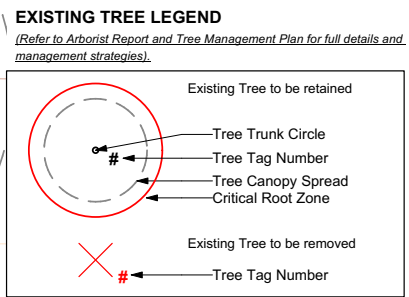 EXISTING TREE LEGEND
(Refer to Arborist Report and Tree Management Plan for full details and
management strategies).
Existing Tree to be retained
Tree Trunk Circle
# Tree Tag Number
Tree Canopy Spread
Critical Root Zone
Existing Tree to be removed
# Tree Tag Number